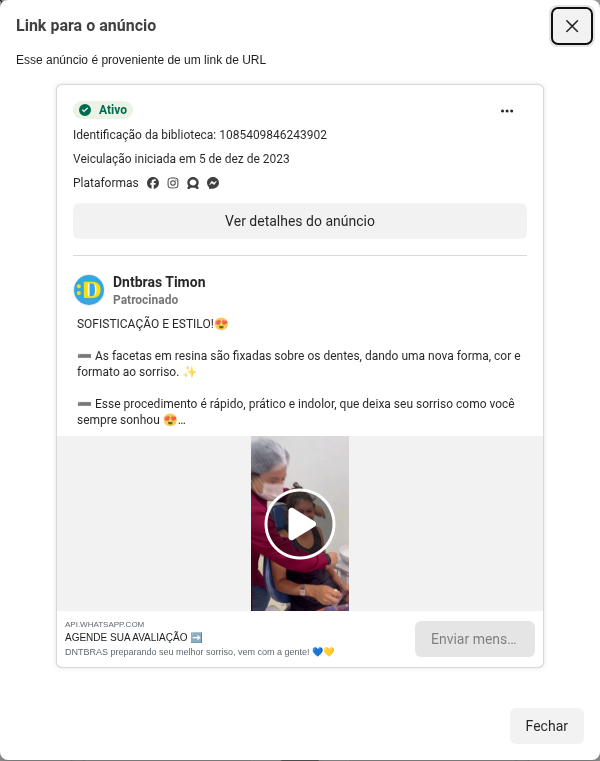 Link para o anúncio
Esse anúncio é proveniente de um link de URL
Ativo
Identificação da biblioteca: 1085409846243902
Veiculação iniciada em 5 de dez de 2023
Plataformas
Ver detalhes do anúncio
:D
Dntbras Timon
Patrocinado
SOFISTICAÇÃO E ESTILO!😍
➖ As facetas em resina são fixadas sobre os dentes, dando uma nova forma, cor e
formato ao sorriso. ✨
➖ Esse procedimento é rápido, prático e indolor, que deixa seu sorriso como você
sempre sonhou 😍…
API.WHATSAPP.COM
AGENDE SUA AVALIAÇÃO ➡️
DNTBRAS preparando seu melhor sorriso, vem com a gente! 💙💛
Enviar mens…
Fechar